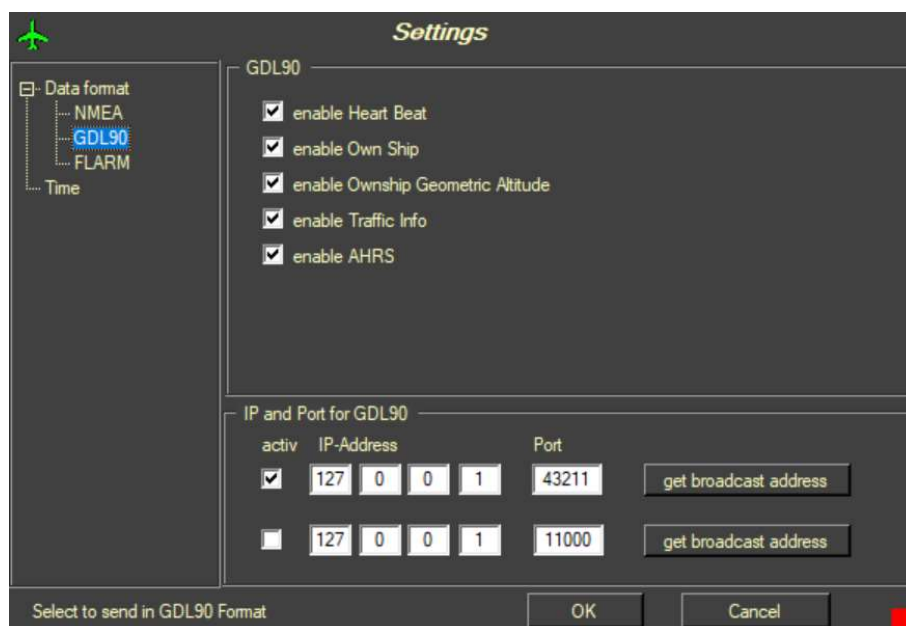 Settings
Data format
NMEA
GDL90
FLARM
Time
GDL90
enable Heart Beat
enable Own Ship
enable Ownship Geometric Altitude
enable Traffic Info
enable AHRS
IP and Port for GDL90
activ IP-Address Port
127 0 0 1 43211 get broadcast address
127 0 0 1 11000 get broadcast address
Select to send in GDL90 Format OK Cancel